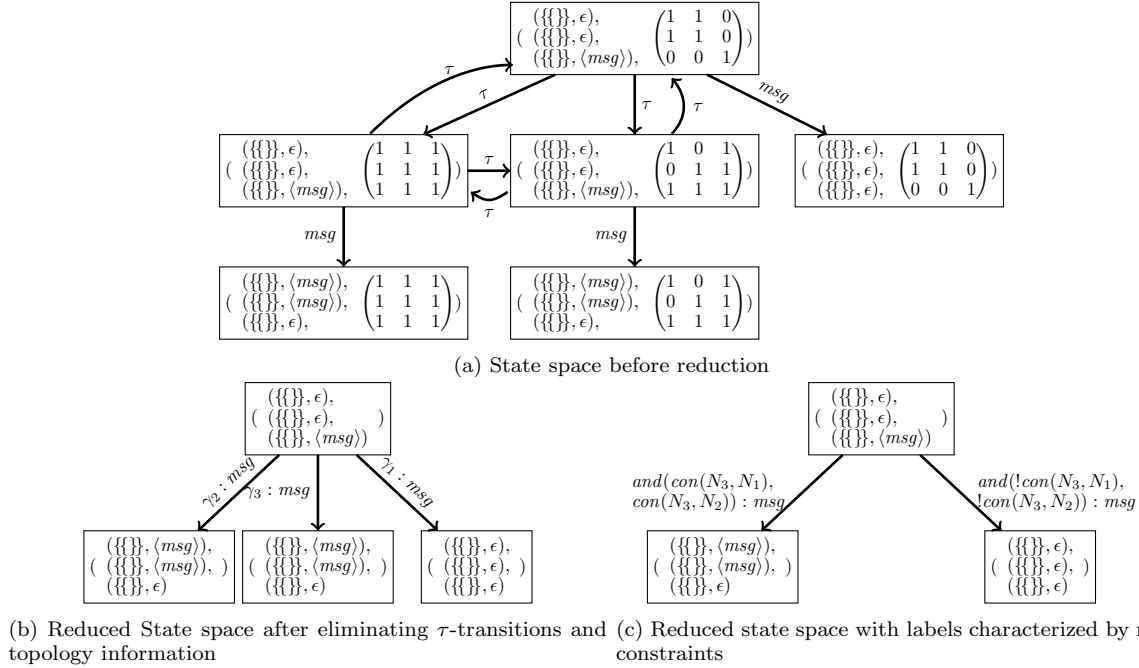 ({{ }}, ϵ), 1 1 0
( ({{ }}, ϵ), 1 1 0 )
({{ }}, ⟨msg⟩), 0 0 1
τ
τ
τ
τ
msg
({{ }}, ϵ), 1 1 1
( ({{ }}, ϵ), 1 1 1 )
({{ }}, ⟨msg⟩), 1 1 1
τ
τ
({{ }}, ϵ), 1 0 1
( ({{ }}, ϵ), 0 1 1 )
({{ }}, ⟨msg⟩), 1 1 1
({{ }}, ϵ), 1 1 0
( ({{ }}, ϵ), 1 1 0 )
({{ }}, ϵ), 0 0 1
msg
msg
({{ }}, ⟨msg⟩), 1 1 1
( ({{ }}, ⟨msg⟩), 1 1 1 )
({{ }}, ϵ), 1 1 1
({{ }}, ⟨msg⟩), 1 0 1
( ({{ }}, ⟨msg⟩), 0 1 1 )
({{ }}, ϵ), 1 1 1
(a) State space before reduction
({{ }}, ϵ),
( ({{ }}, ϵ), )
({{ }}, ⟨msg⟩)
γ2 : msg
γ3 : msg
γ1 : msg
({{ }}, ⟨msg⟩),
( ({{ }}, ⟨msg⟩), )
({{ }}, ϵ)
({{ }}, ⟨msg⟩),
( ({{ }}, ⟨msg⟩), )
({{ }}, ϵ)
({{ }}, ϵ),
( ({{ }}, ϵ), )
({{ }}, ϵ)
(b) Reduced State space after eliminating τ-transitions and
topology information
({{ }}, ϵ),
( ({{ }}, ϵ), )
({{ }}, ⟨msg⟩)
and(con(N3, N1),
con(N3, N2)) : msg
and(!con(N3, N1),
!con(N3, N2)) : msg
({{ }}, ⟨msg⟩),
( ({{ }}, ⟨msg⟩), )
({{ }}, ϵ)
({{ }}, ϵ),
( ({{ }}, ϵ), )
({{ }}, ϵ)
(c) Reduced state space with labels characterized by
constraints